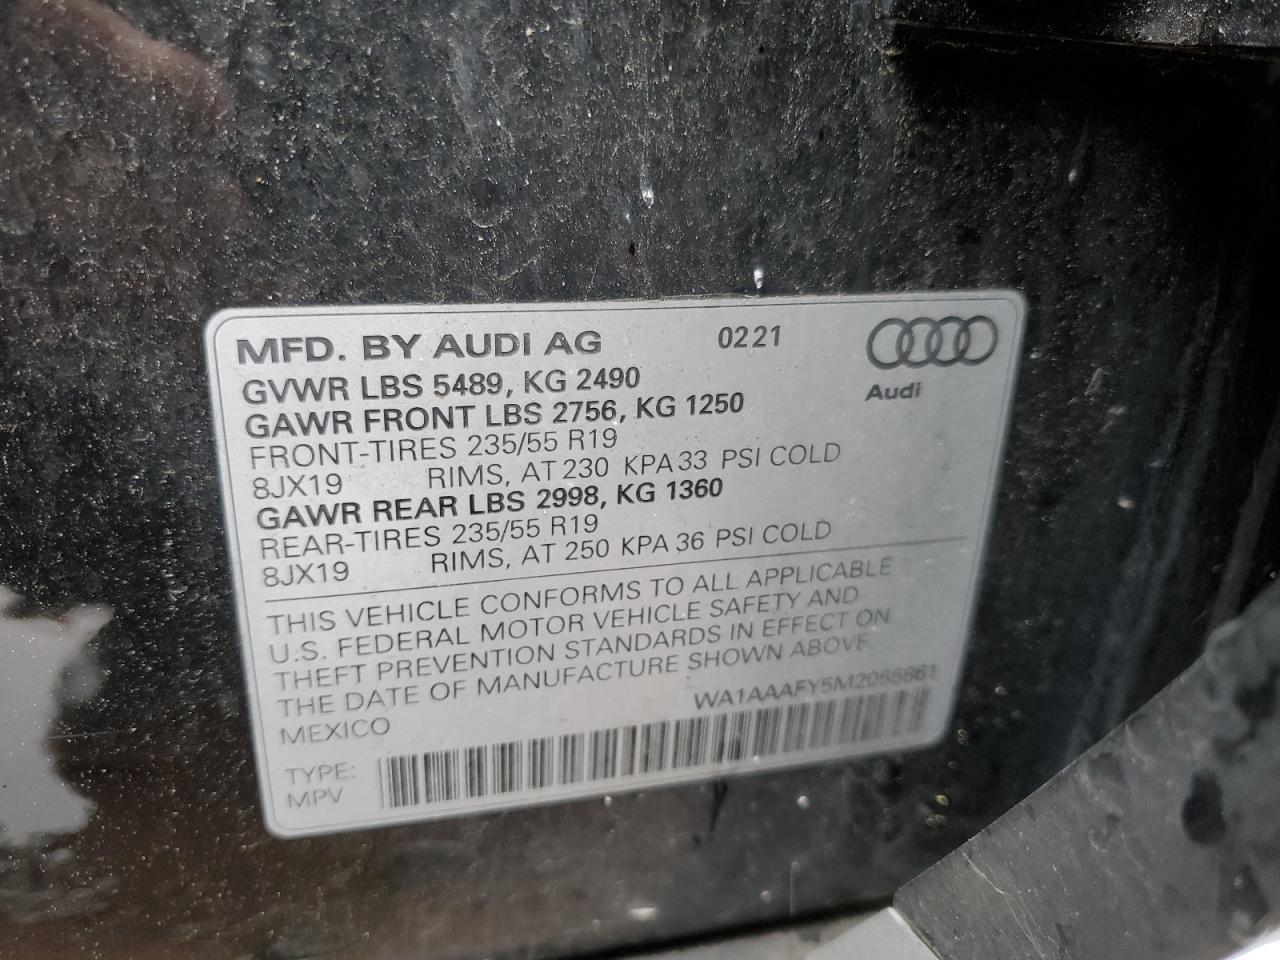 MFD. BY AUDI AG 0221
Audi
GVWR LBS 5489, KG 2490
GAWR FRONT LBS 2756, KG 1250
FRONT-TIRES 235/55 R19
8JX19 RIMS, AT 230 KPA 33 PSI COLD
GAWR REAR LBS 2998, KG 1360
REAR-TIRES 235/55 R19
8JX19 RIMS, AT 250 KPA 36 PSI COLD
THIS VEHICLE CONFORMS TO ALL APPLICABLE
U.S. FEDERAL MOTOR VEHICLE SAFETY AND
THEFT PREVENTION STANDARDS IN EFFECT ON
THE DATE OF MANUFACTURE SHOWN ABOVE.
MEXICO WA1AAAFY5M2055861
TYPE:
MPV